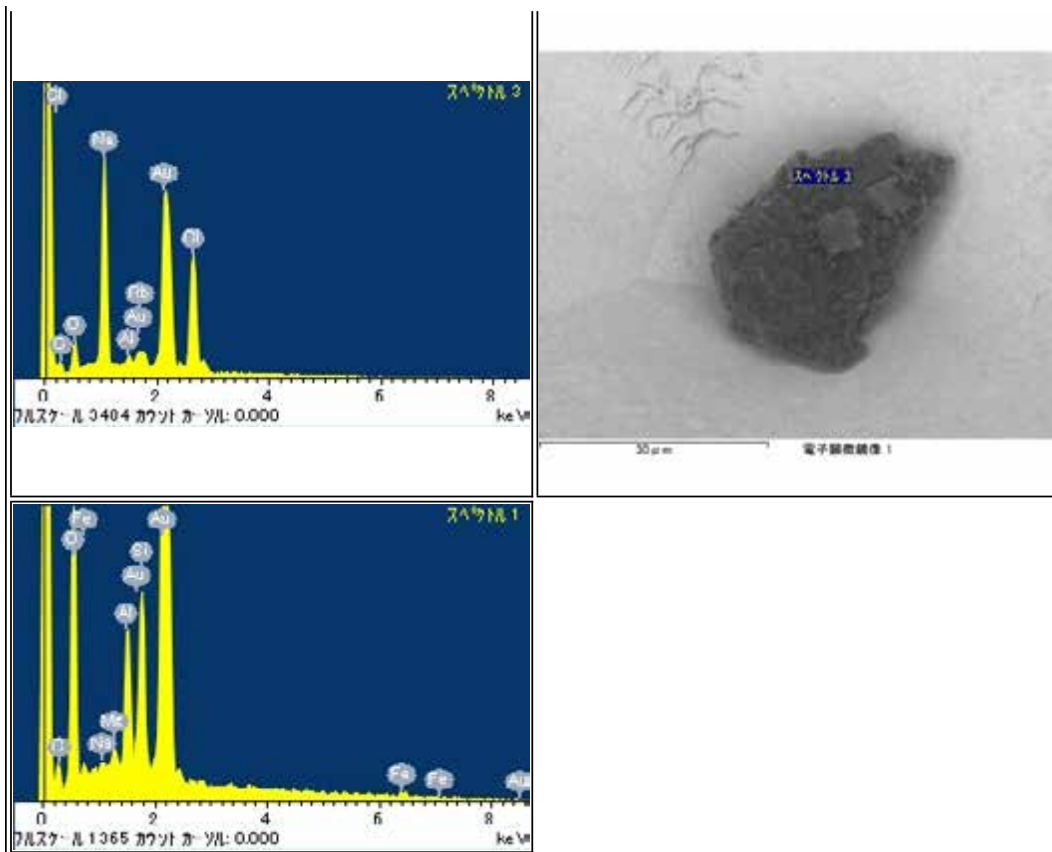 スペクトル 3
Cl
Na
Au
Cl
Rb
O
Au
C
Al
0 2 4 6 8
フルスケール 3404 カウント カーソル: 0.000 keV
スペクトル 3
30μm 電子顕微鏡像 1
スペクトル 1
Fe
Au
O
Si
Au
Al
Mg
C
Na
Fe
Fe
Au
0 2 4 6 8
フルスケール 1365 カウント カーソル: 0.000 keV